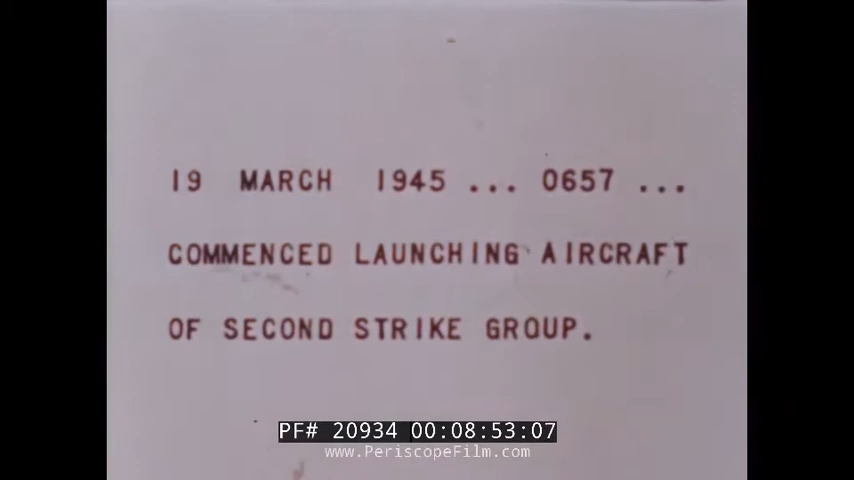 19 MARCH 1945 ... 0657 ...
COMMENCED LAUNCHING AIRCRAFT
OF SECOND STRIKE GROUP.
PF# 20934 00:08:53:07
www.PeriscopeFilm.com